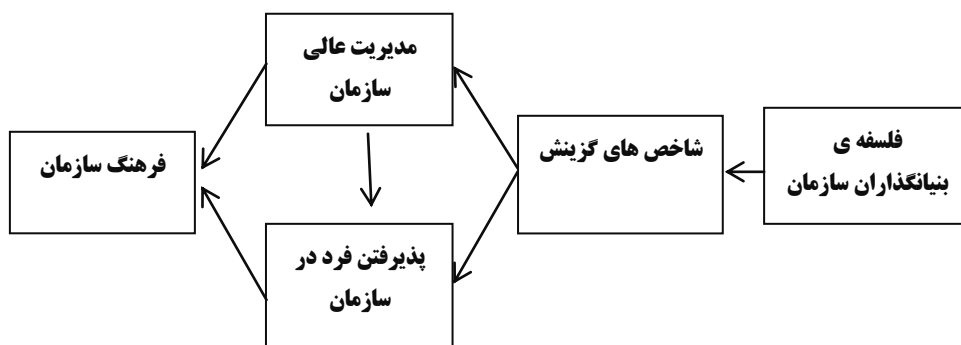 فلسفه ی
بنیانگذاران سازمان
شاخص های گزینش
مدیریت عالی
سازمان
پذیرفتن فرد در
سازمان
فرهنگ سازمان